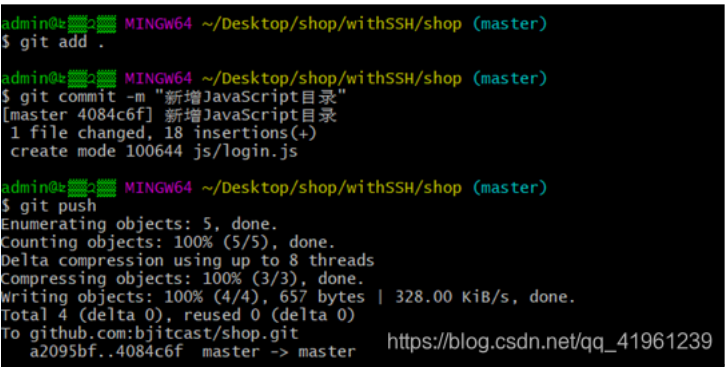 admin@ MINGW64 ~/Desktop/shop/withSSH/shop (master)
$ git add .
admin@ MINGW64 ~/Desktop/shop/withSSH/shop (master)
$ git commit -m "新增JavaScript目录"
[master 4084c6f] 新增JavaScript目录
1 file changed, 18 insertions(+)
create mode 100644 js/login.js
admin@ MINGW64 ~/Desktop/shop/withSSH/shop (master)
$ git push
Enumerating objects: 5, done.
Counting objects: 100% (5/5), done.
Delta compression using up to 8 threads
Compressing objects: 100% (3/3), done.
Writing objects: 100% (4/4), 657 bytes | 328.00 KiB/s, done.
Total 4 (delta 0), reused 0 (delta 0)
To github.com:bjitcast/shop.git
a2095bf..4084c6f master -> master
https://blog.csdn.net/qq_41961239